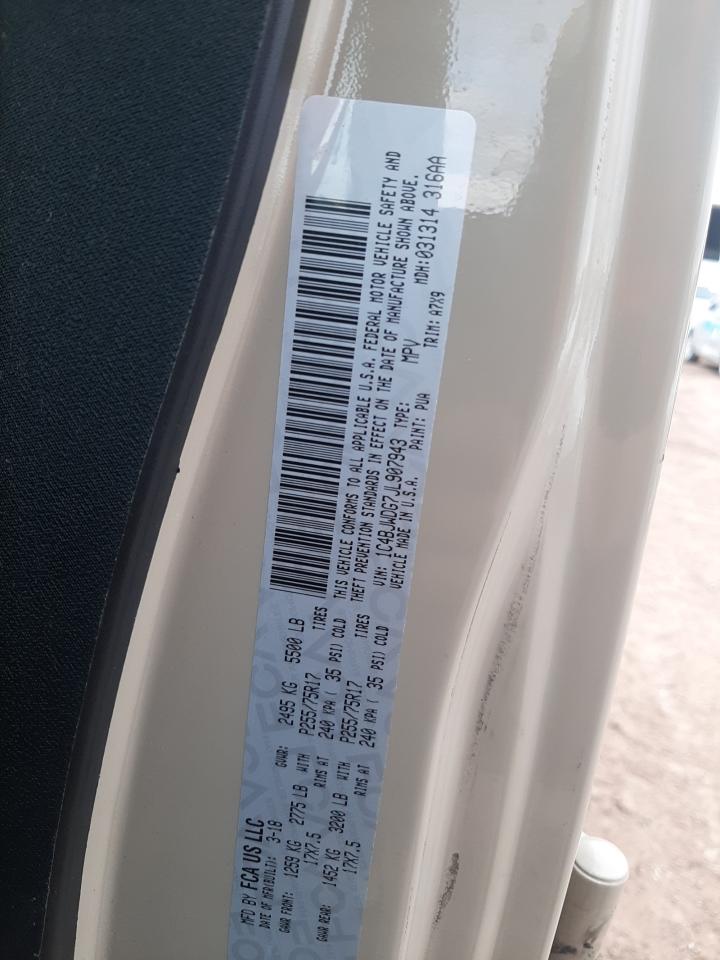 MFD BY FCA US LLC
DATE OF MFR(BUILT): 3-18 GVWR: 2495 KG 5500 LB
GAWR FRONT: 1259 KG 2775 LB WITH P255/75R17 TIRES
17X7.5 RIMS AT 240 KPA ( 35 PSI) COLD
GAWR REAR: 1452 KG 3200 LB WITH P255/75R17 TIRES
17X7.5 RIMS AT 240 KPA ( 35 PSI) COLD
THIS VEHICLE CONFORMS TO ALL APPLICABLE U.S.A. FEDERAL MOTOR VEHICLE SAFETY AND
THEFT PREVENTION STANDARDS IN EFFECT ON THE DATE OF MANUFACTURE SHOWN ABOVE.
VIN: 1C4BJWDG7JL907943 TYPE: MPV MDH:031314 316AA
VEHICLE MADE IN U.S.A. PAINT: PUA TRIM: A7X9